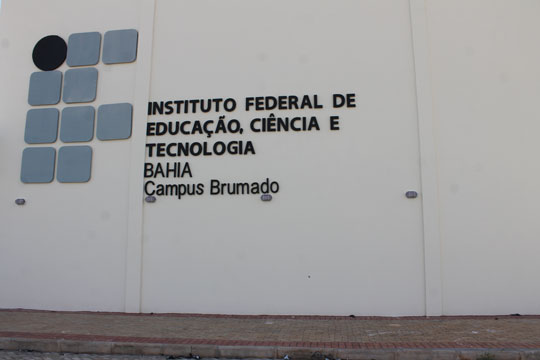 INSTITUTO FEDERAL DE
EDUCAÇÃO, CIÊNCIA E
TECNOLOGIA
BAHIA
Campus Brumado